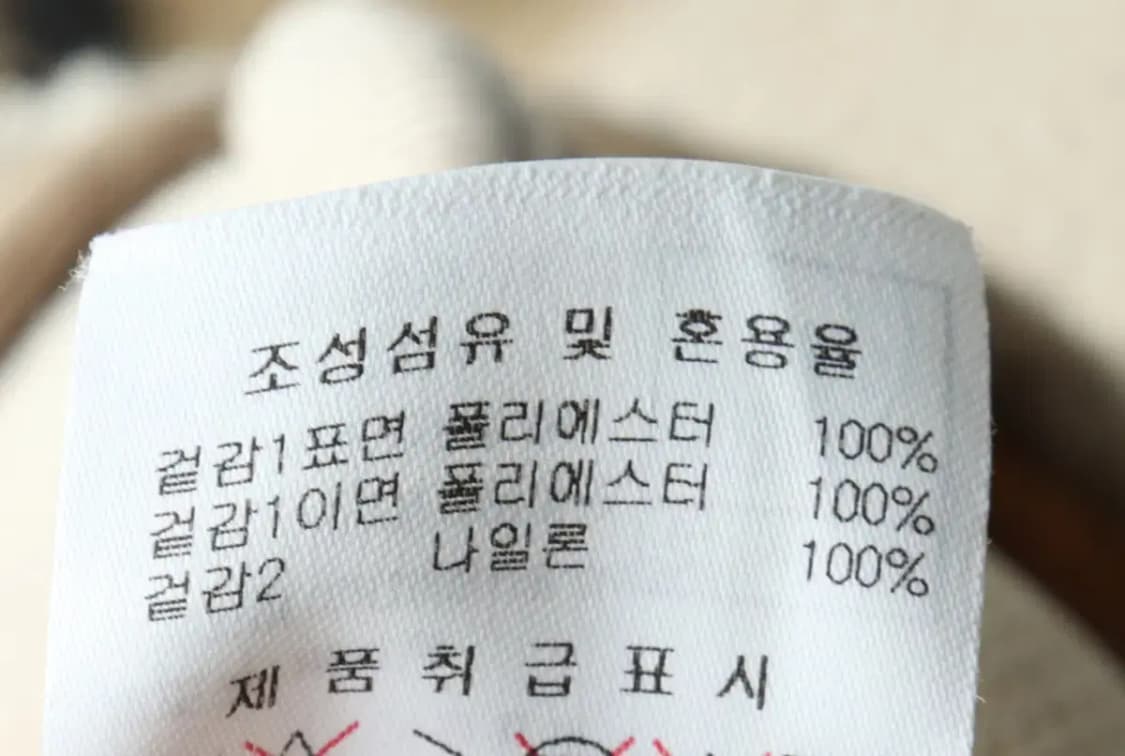 조성섬유 및 혼용율
겉감1표면 폴리에스터 100%
겉감1이면 폴리에스터 100%
겉감2 나일론 100%
제품취급표시